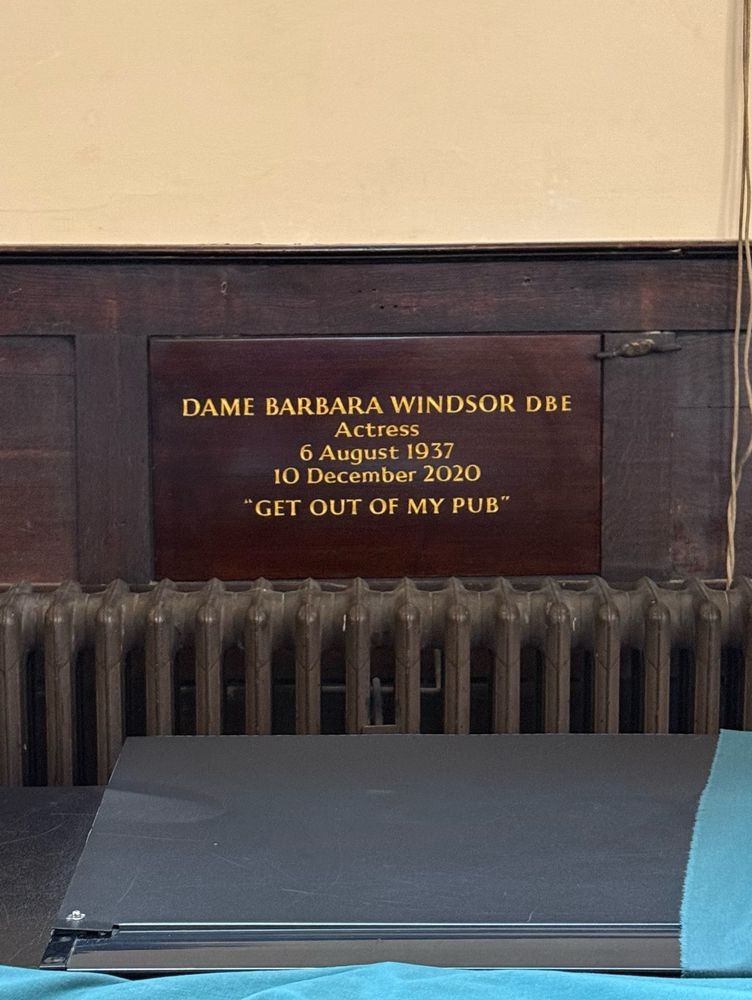 DAME BARBARA WINDSOR DBE
Actress
6 August 1937
10 December 2020
“GET OUT OF MY PUB”